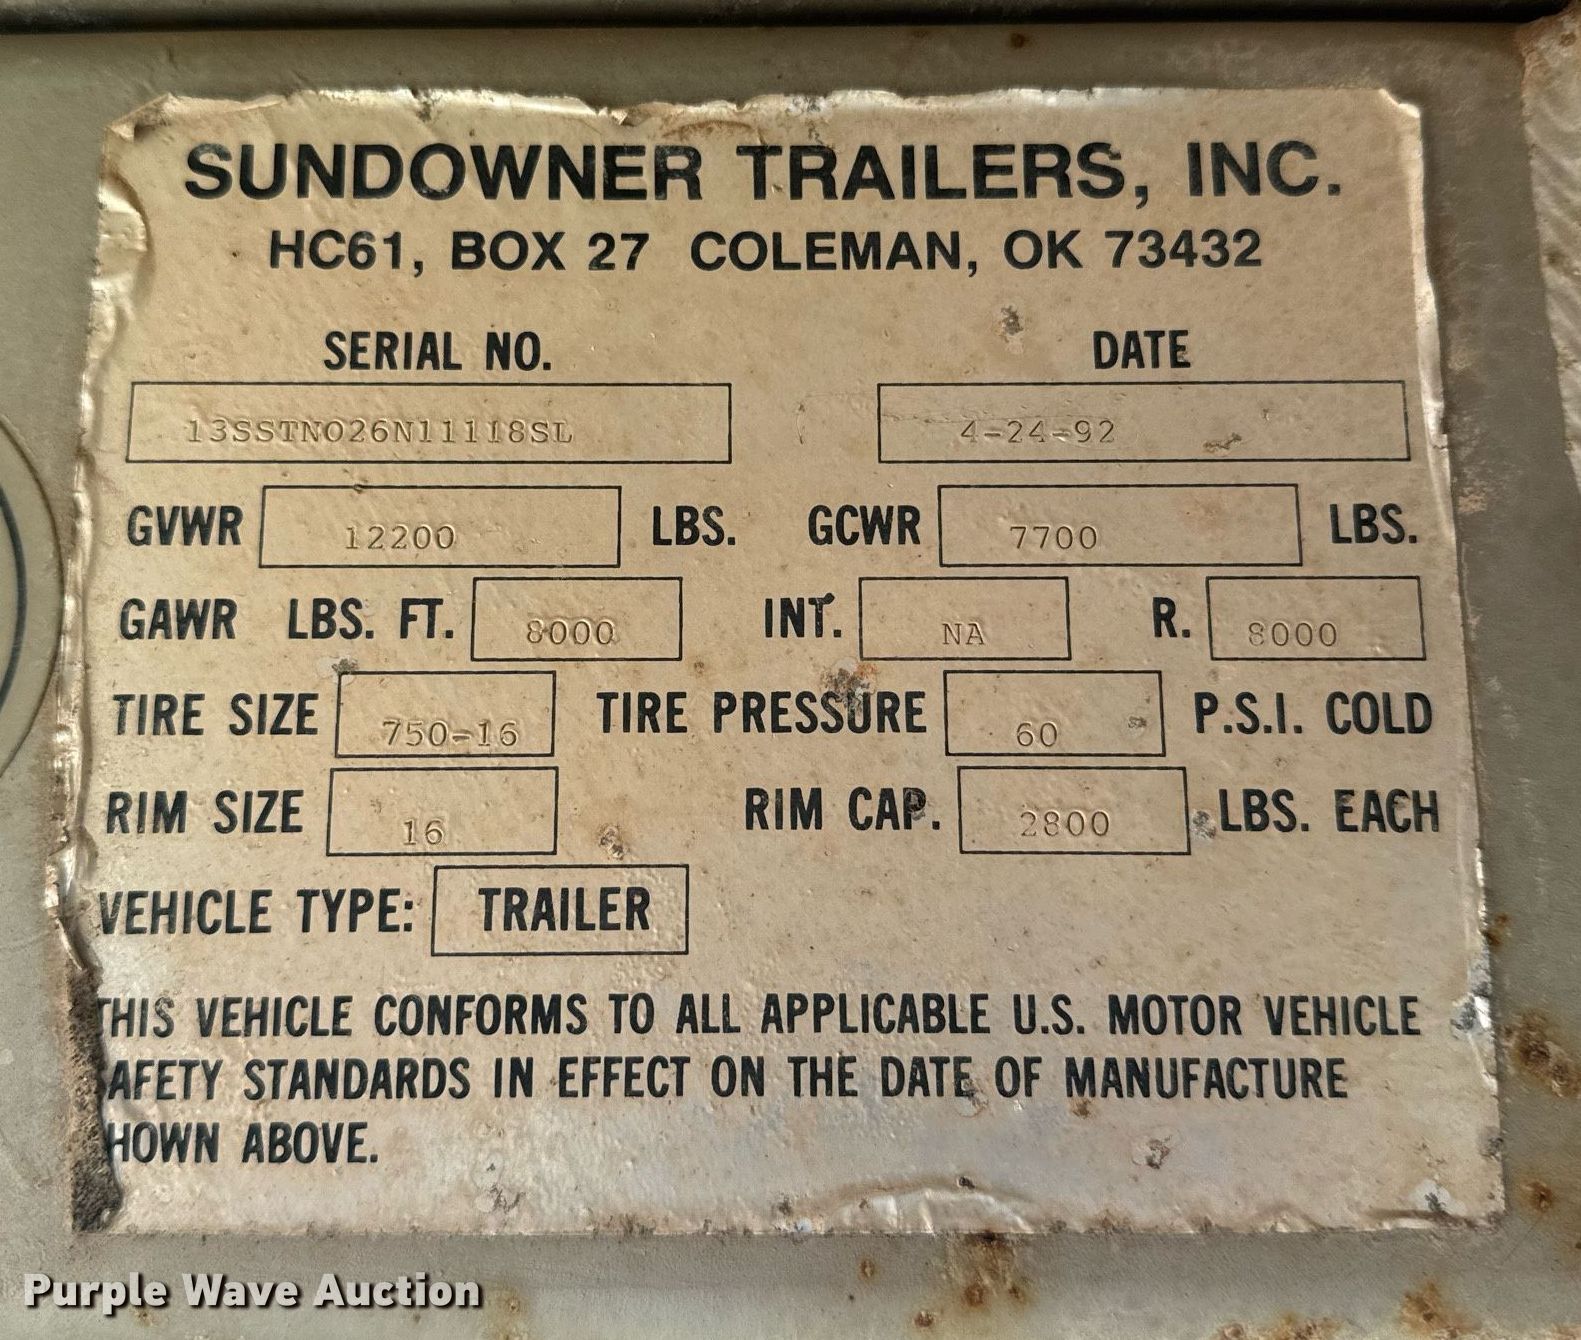 SUNDOWNER TRAILERS, INC.
HC61, BOX 27 COLEMAN, OK 73432
SERIAL NO. DATE
13SSTNO26N11118SL 4-24-92
GVWR 12200 LBS. GCWR 7700 LBS.
GAWR LBS. FT. 8000 INT. NA R. 8000
TIRE SIZE 750-16 TIRE PRESSURE 60 P.S.I. COLD
RIM SIZE 16 RIM CAP. 2800 LBS. EACH
VEHICLE TYPE: TRAILER
THIS VEHICLE CONFORMS TO ALL APPLICABLE U.S. MOTOR VEHICLE
SAFETY STANDARDS IN EFFECT ON THE DATE OF MANUFACTURE
HOWN ABOVE.
Purple Wave Auction